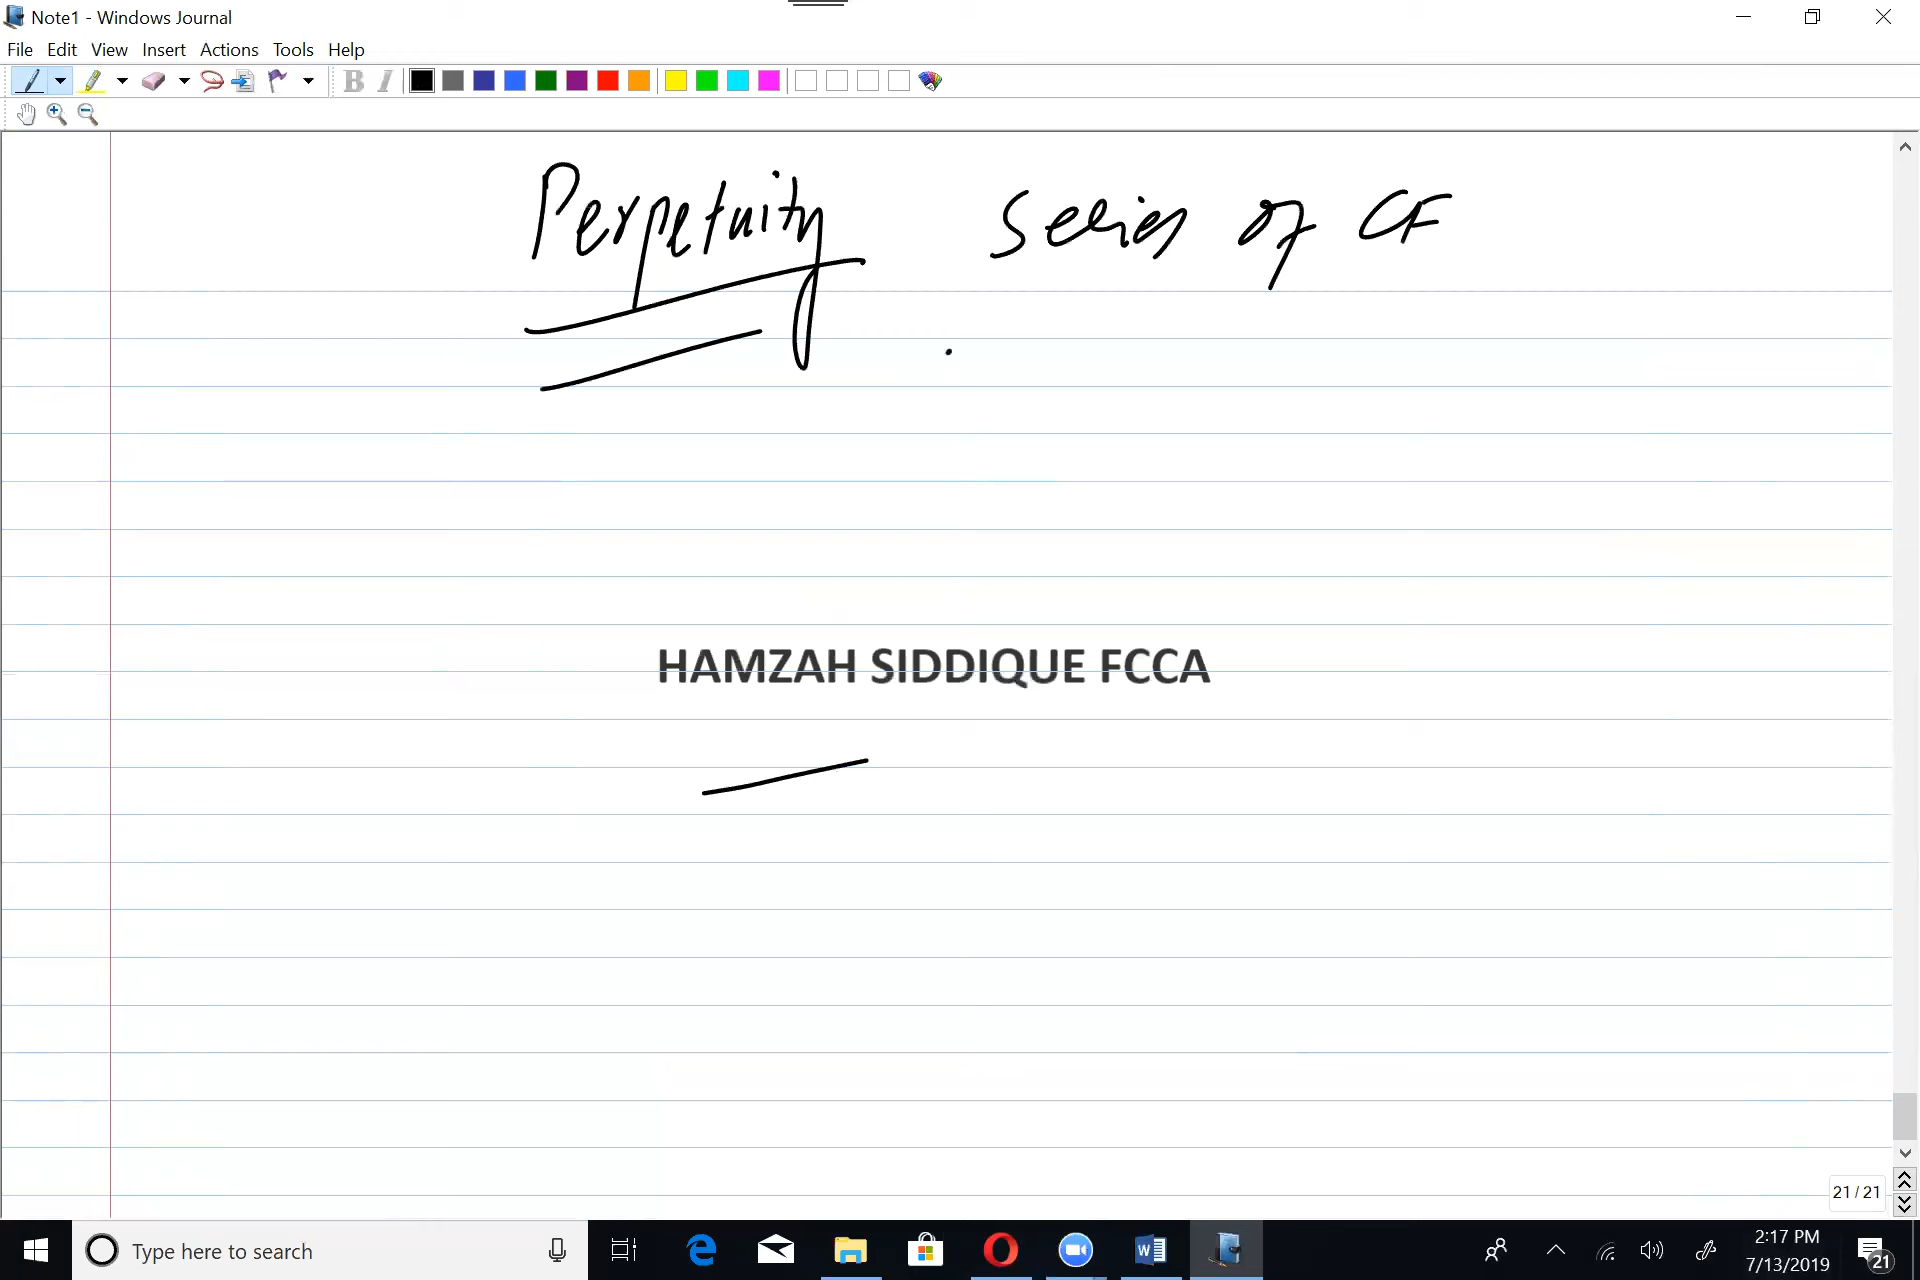 Note1 - Windows Journal
File Edit View Insert Actions Tools Help
B I
Perpetuity Series of CF
HAMZAH SIDDIQUE FCCA
21 / 21
Type here to search
2:17 PM
7/13/2019
21